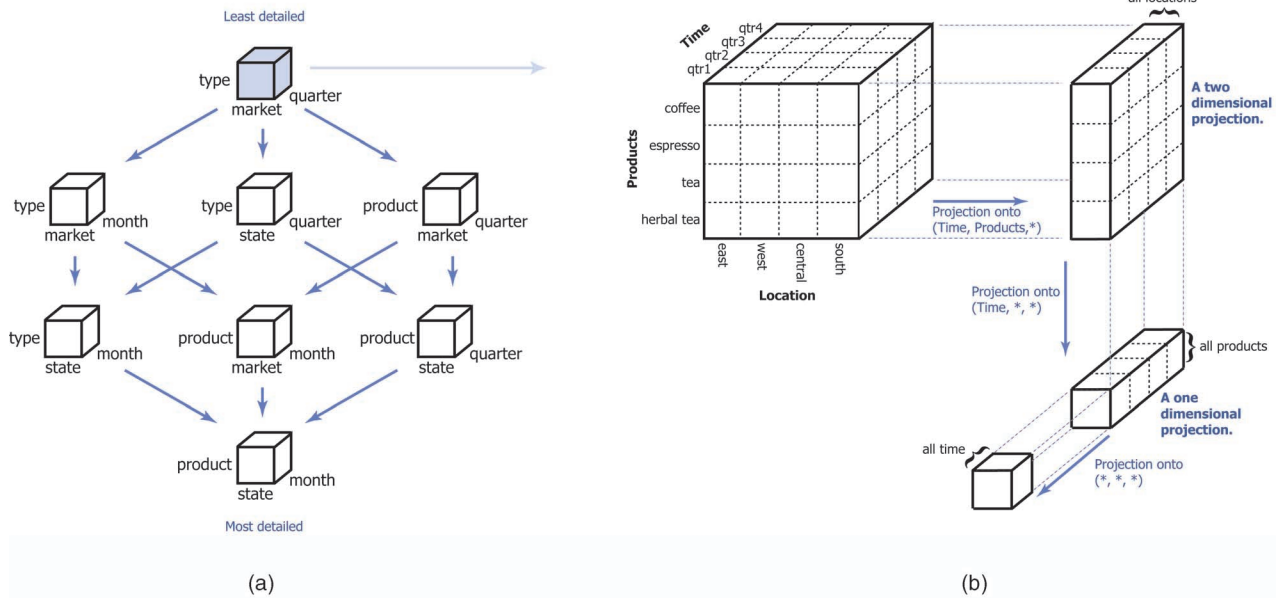 Least detailed
type
quarter
market
type
month
market
type
quarter
state
product
quarter
market
type
month
state
product
month
market
product
quarter
state
product
month
state
Most detailed
(a)
all locations
Time
qtr4
qtr3
qtr2
qtr1
Products
coffee
espresso
tea
herbal tea
east
west
central
south
Location
A two
dimensional
projection.
Projection onto
(Time, Products,*)
Projection onto
(Time, *, *)
all products
A one
dimensional
projection.
all time
Projection onto
(*, *, *)
(b)